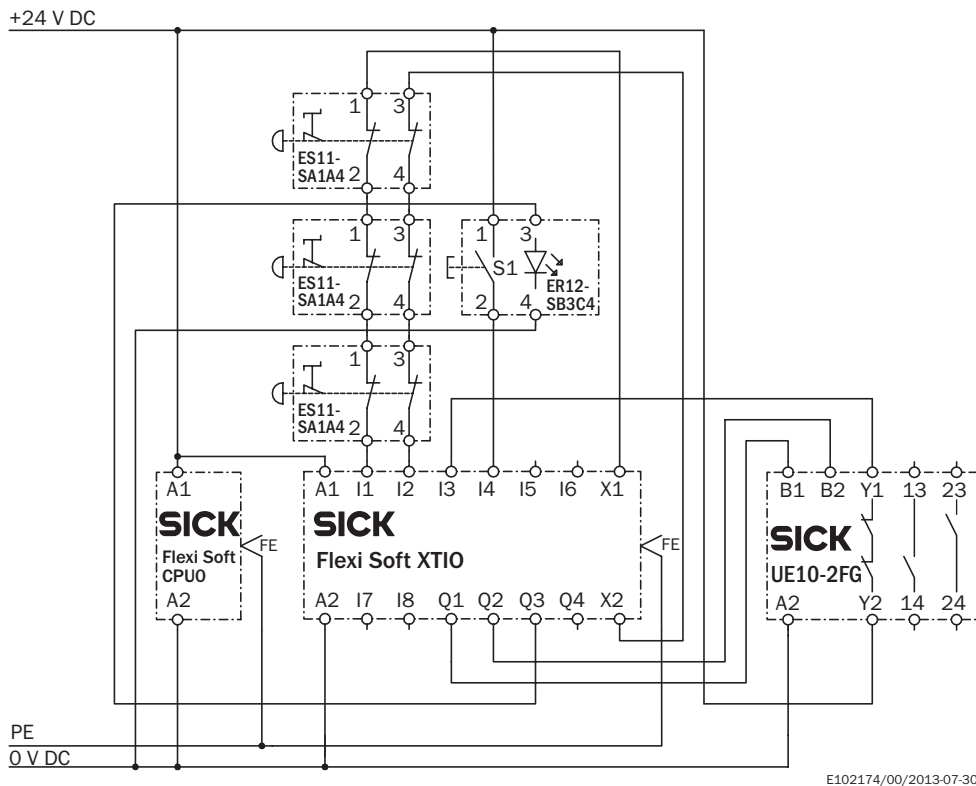 +24 V DC
1 3
ES11-
SA1A4 2 4
1 3
ES11-
SA1A4 2 4
1 3
S1
2 4
ER12-
SB3C4
1 3
ES11-
SA1A4 2 4
A1
SICK
Flexi Soft
CPU0
A2
FE
A1 I1 I2 I3 I4 I5 I6 X1
SICK
Flexi Soft XTIO
A2 I7 I8 Q1 Q2 Q3 Q4 X2
FE
B1 B2 Y1 13 23
SICK
UE10-2FG
A2 Y2 14 24
PE
0 V DC
E102174/00/2013-07-30